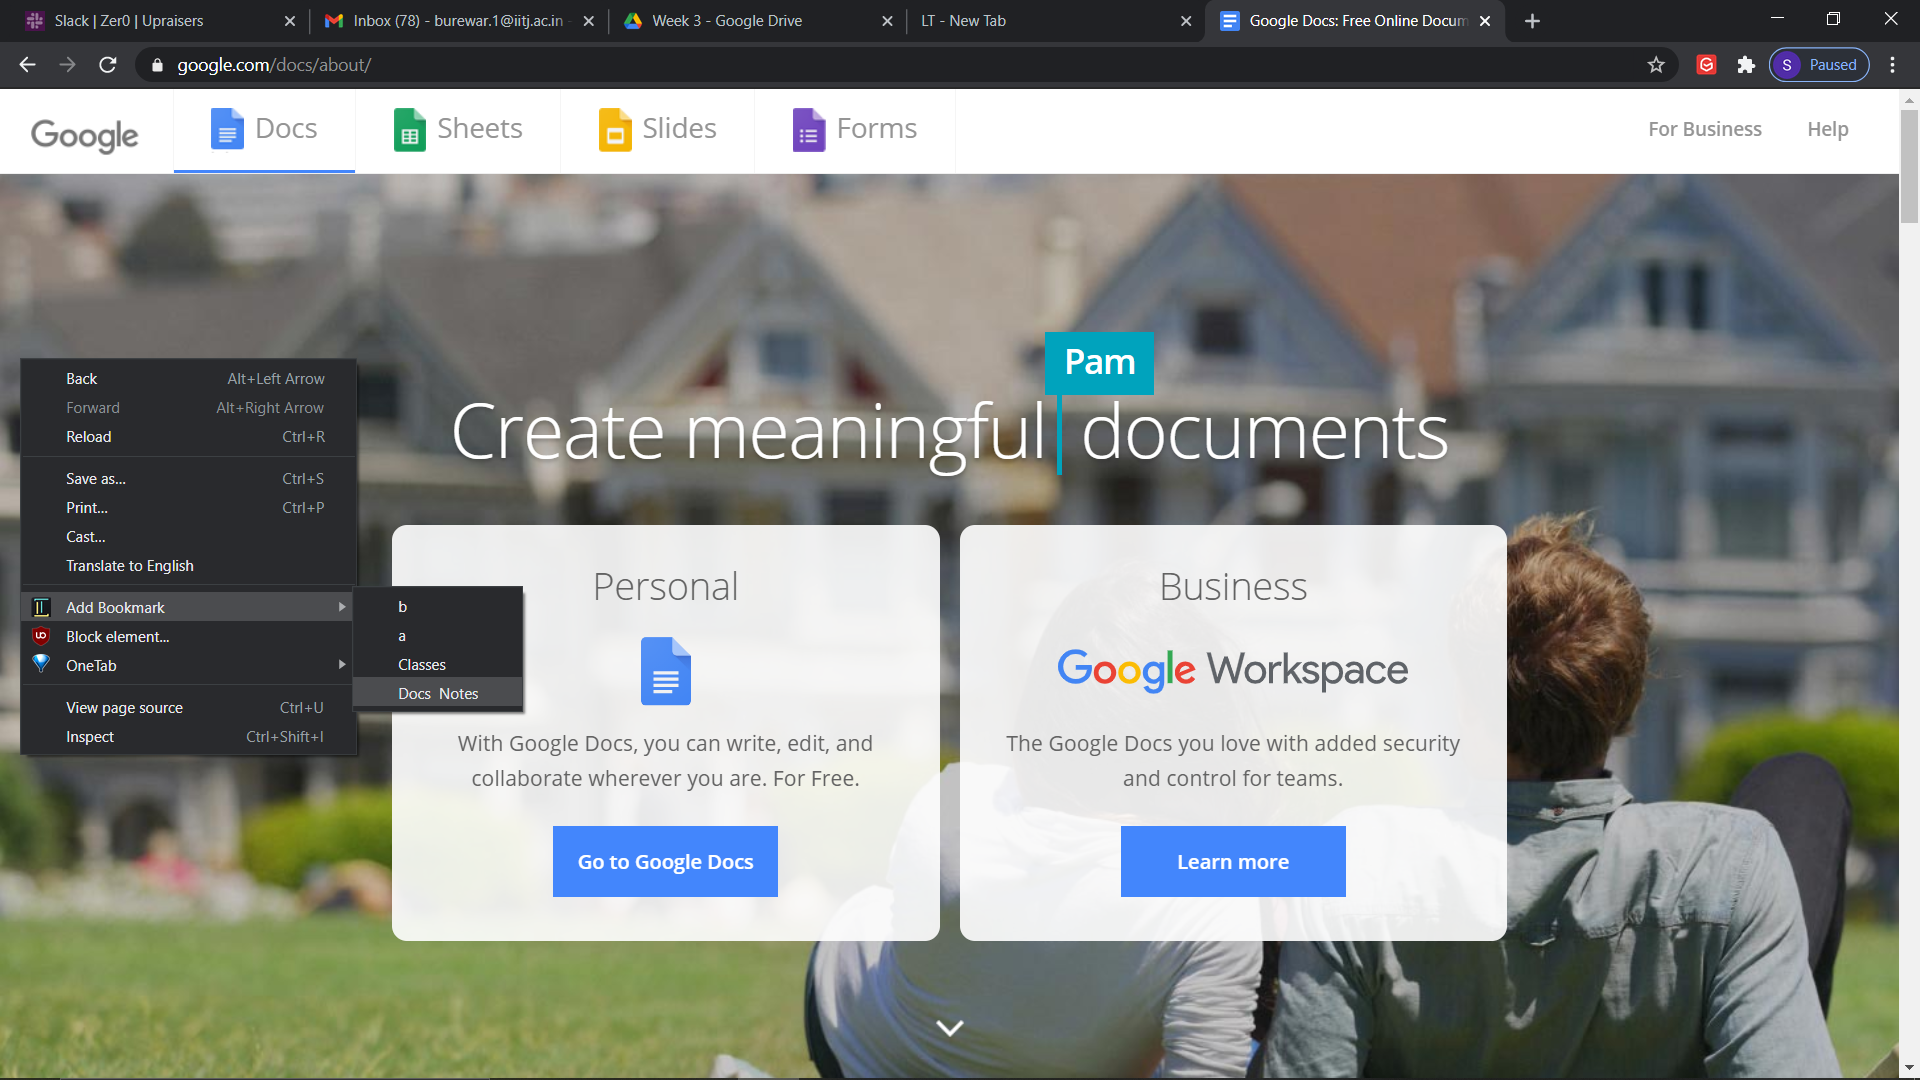 Slack | Zer0 | Upraisers
Inbox (78) - burewar.1@iitj.ac.in -
Week 3 - Google Drive
LT - New Tab
Google Docs: Free Online Docum
google.com/docs/about/
S Paused
Google
Docs
Sheets
Slides
Forms
For Business
Help
Pam
Create meaningful documents
Back Alt+Left Arrow
Forward Alt+Right Arrow
Reload Ctrl+R
Save as... Ctrl+S
Print... Ctrl+P
Cast...
Translate to English
Add Bookmark
Block element...
OneTab
View page source Ctrl+U
Inspect Ctrl+Shift+I
b
a
Classes
Docs Notes
Personal
With Google Docs, you can write, edit, and
collaborate wherever you are. For Free.
Go to Google Docs
Business
Google Workspace
The Google Docs you love with added security
and control for teams.
Learn more